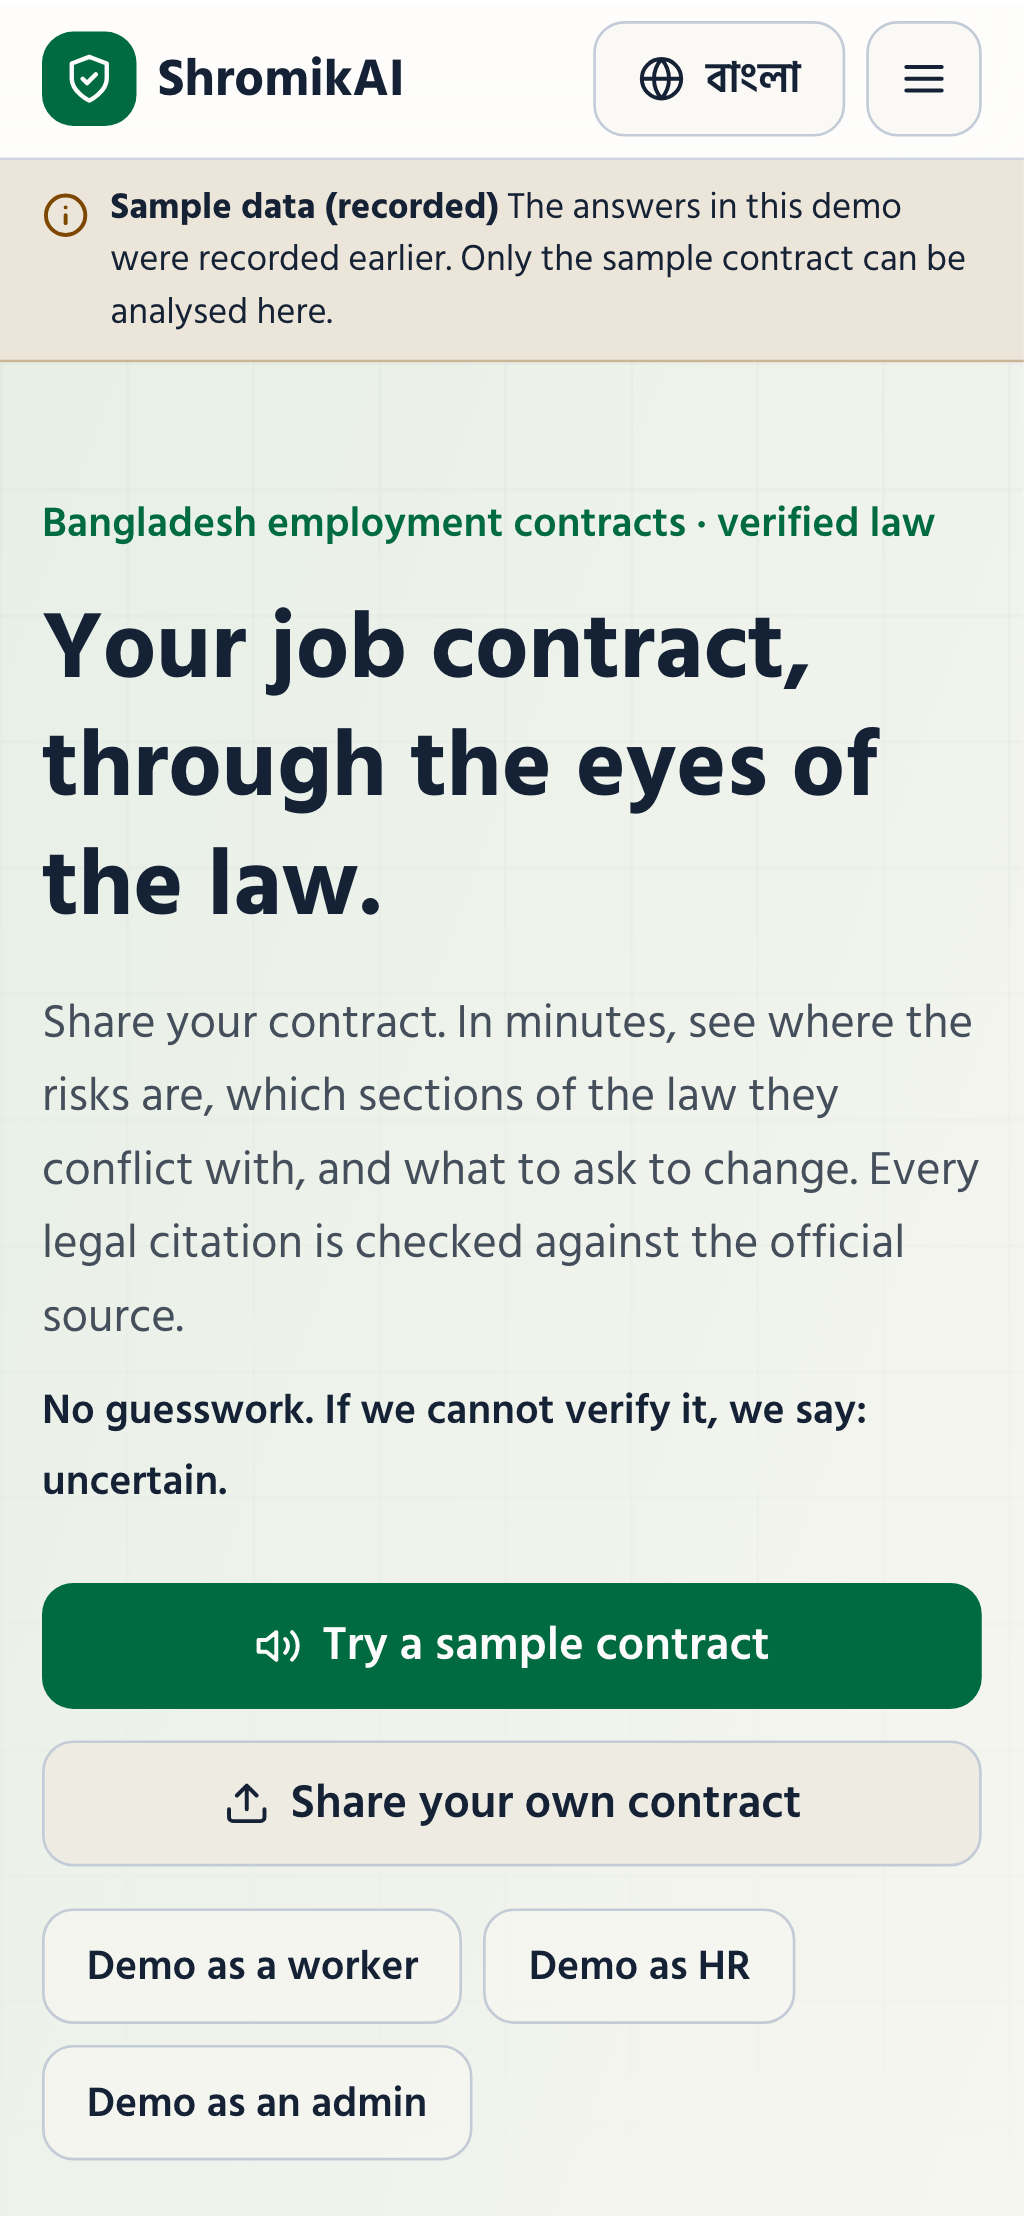 ShromikAI
বাংলা
Sample data (recorded) The answers in this demo
were recorded earlier. Only the sample contract can be
analysed here.
Bangladesh employment contracts · verified law
Your job contract,
through the eyes of
the law.
Share your contract. In minutes, see where the
risks are, which sections of the law they
conflict with, and what to ask to change. Every
legal citation is checked against the official
source.
No guesswork. If we cannot verify it, we say:
uncertain.
Try a sample contract
Share your own contract
Demo as a worker
Demo as HR
Demo as an admin